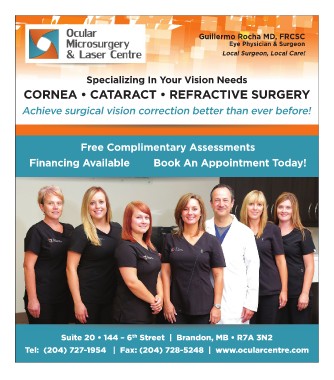 Ocular
Microsurgery
& Laser Centre
Guillermo Rocha MD, FRCSC
Eye Physician & Surgeon
Local Surgeon, Local Care!
Specializing In Your Vision Needs
CORNEA • CATARACT • REFRACTIVE SURGERY
Achieve surgical vision correction better than ever before!
Free Complimentary Assessments
Financing Available Book An Appointment Today!
Suite 20 • 144 – 6th Street | Brandon, MB • R7A 3N2
Tel: (204) 727-1954 | Fax: (204) 728-5248 | www.ocularcentre.com